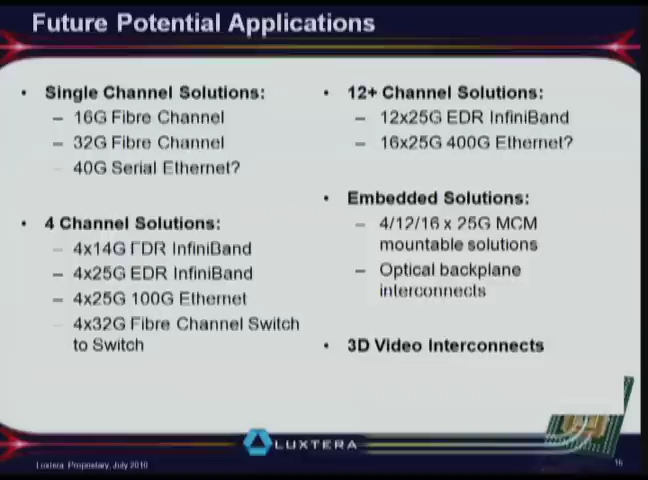 Future Potential Applications
• Single Channel Solutions:
– 16G Fibre Channel
– 32G Fibre Channel
– 40G Serial Ethernet?
• 4 Channel Solutions:
– 4x14G FDR InfiniBand
– 4x25G EDR InfiniBand
– 4x25G 100G Ethernet
– 4x32G Fibre Channel Switch
to Switch
• 12+ Channel Solutions:
– 12x25G EDR InfiniBand
– 16x25G 400G Ethernet?
• Embedded Solutions:
– 4/12/16 x 25G MCM
mountable solutions
– Optical backplane
interconnects
• 3D Video Interconnects
LUXTERA
Luxtera Proprietary, July 2010
16